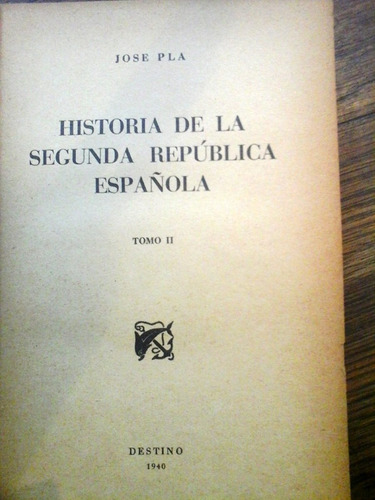 JOSE PLA
HISTORIA DE LA
SEGUNDA REPÚBLICA
ESPAÑOLA
TOMO II
DESTINO
1940